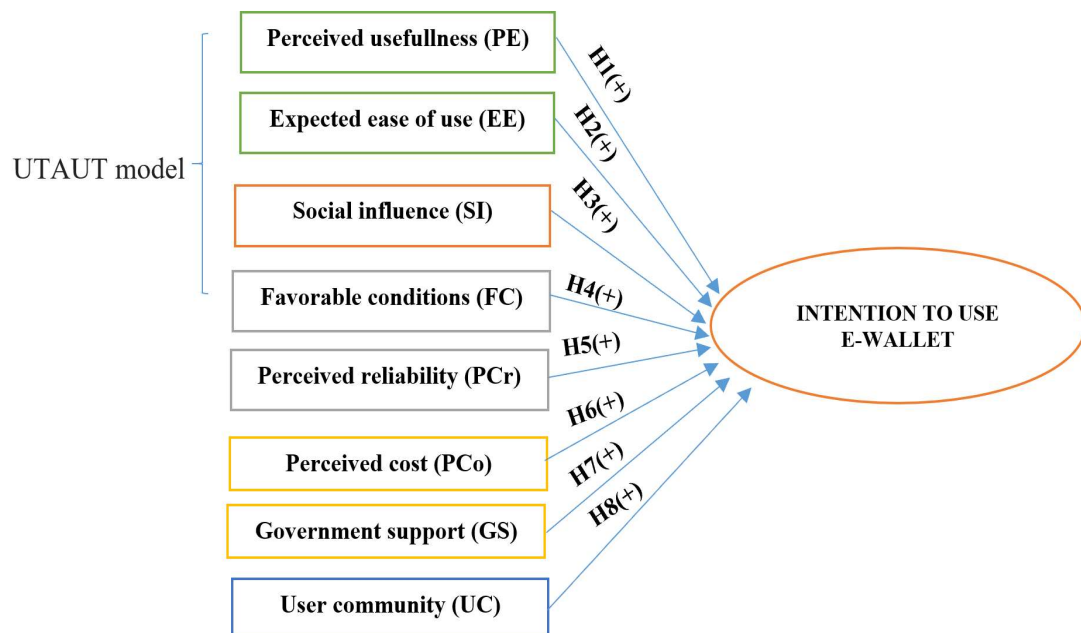 UTAUT model
Perceived usefullness (PE)
Expected ease of use (EE)
Social influence (SI)
Favorable conditions (FC)
Perceived reliability (PCr)
Perceived cost (PCo)
Government support (GS)
User community (UC)
H1(+)
H2(+)
H3(+)
H4(+)
H5(+)
H6(+)
H7(+)
H8(+)
INTENTION TO USE
E-WALLET